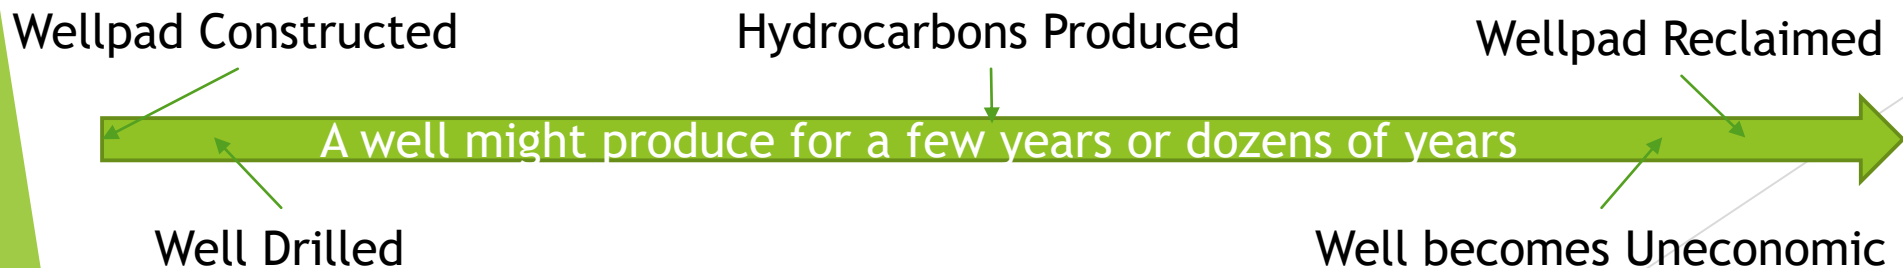 Wellpad Constructed
Hydrocarbons Produced
Wellpad Reclaimed
A well might produce for a few years or dozens of years
Well Drilled
Well becomes Uneconomic